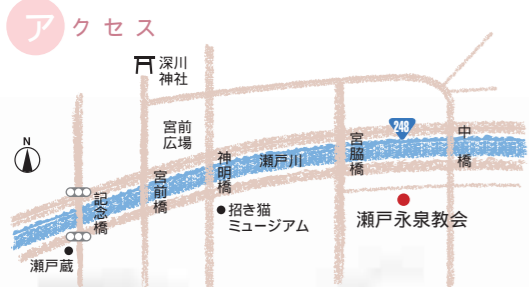 アクセス
深川
神社
N
宮前
広場
248
中橋
宮脇橋
神明橋
瀬戸川
宮前橋
記念橋
招き猫
ミュージアム
瀬戸永泉教会
瀬戸蔵